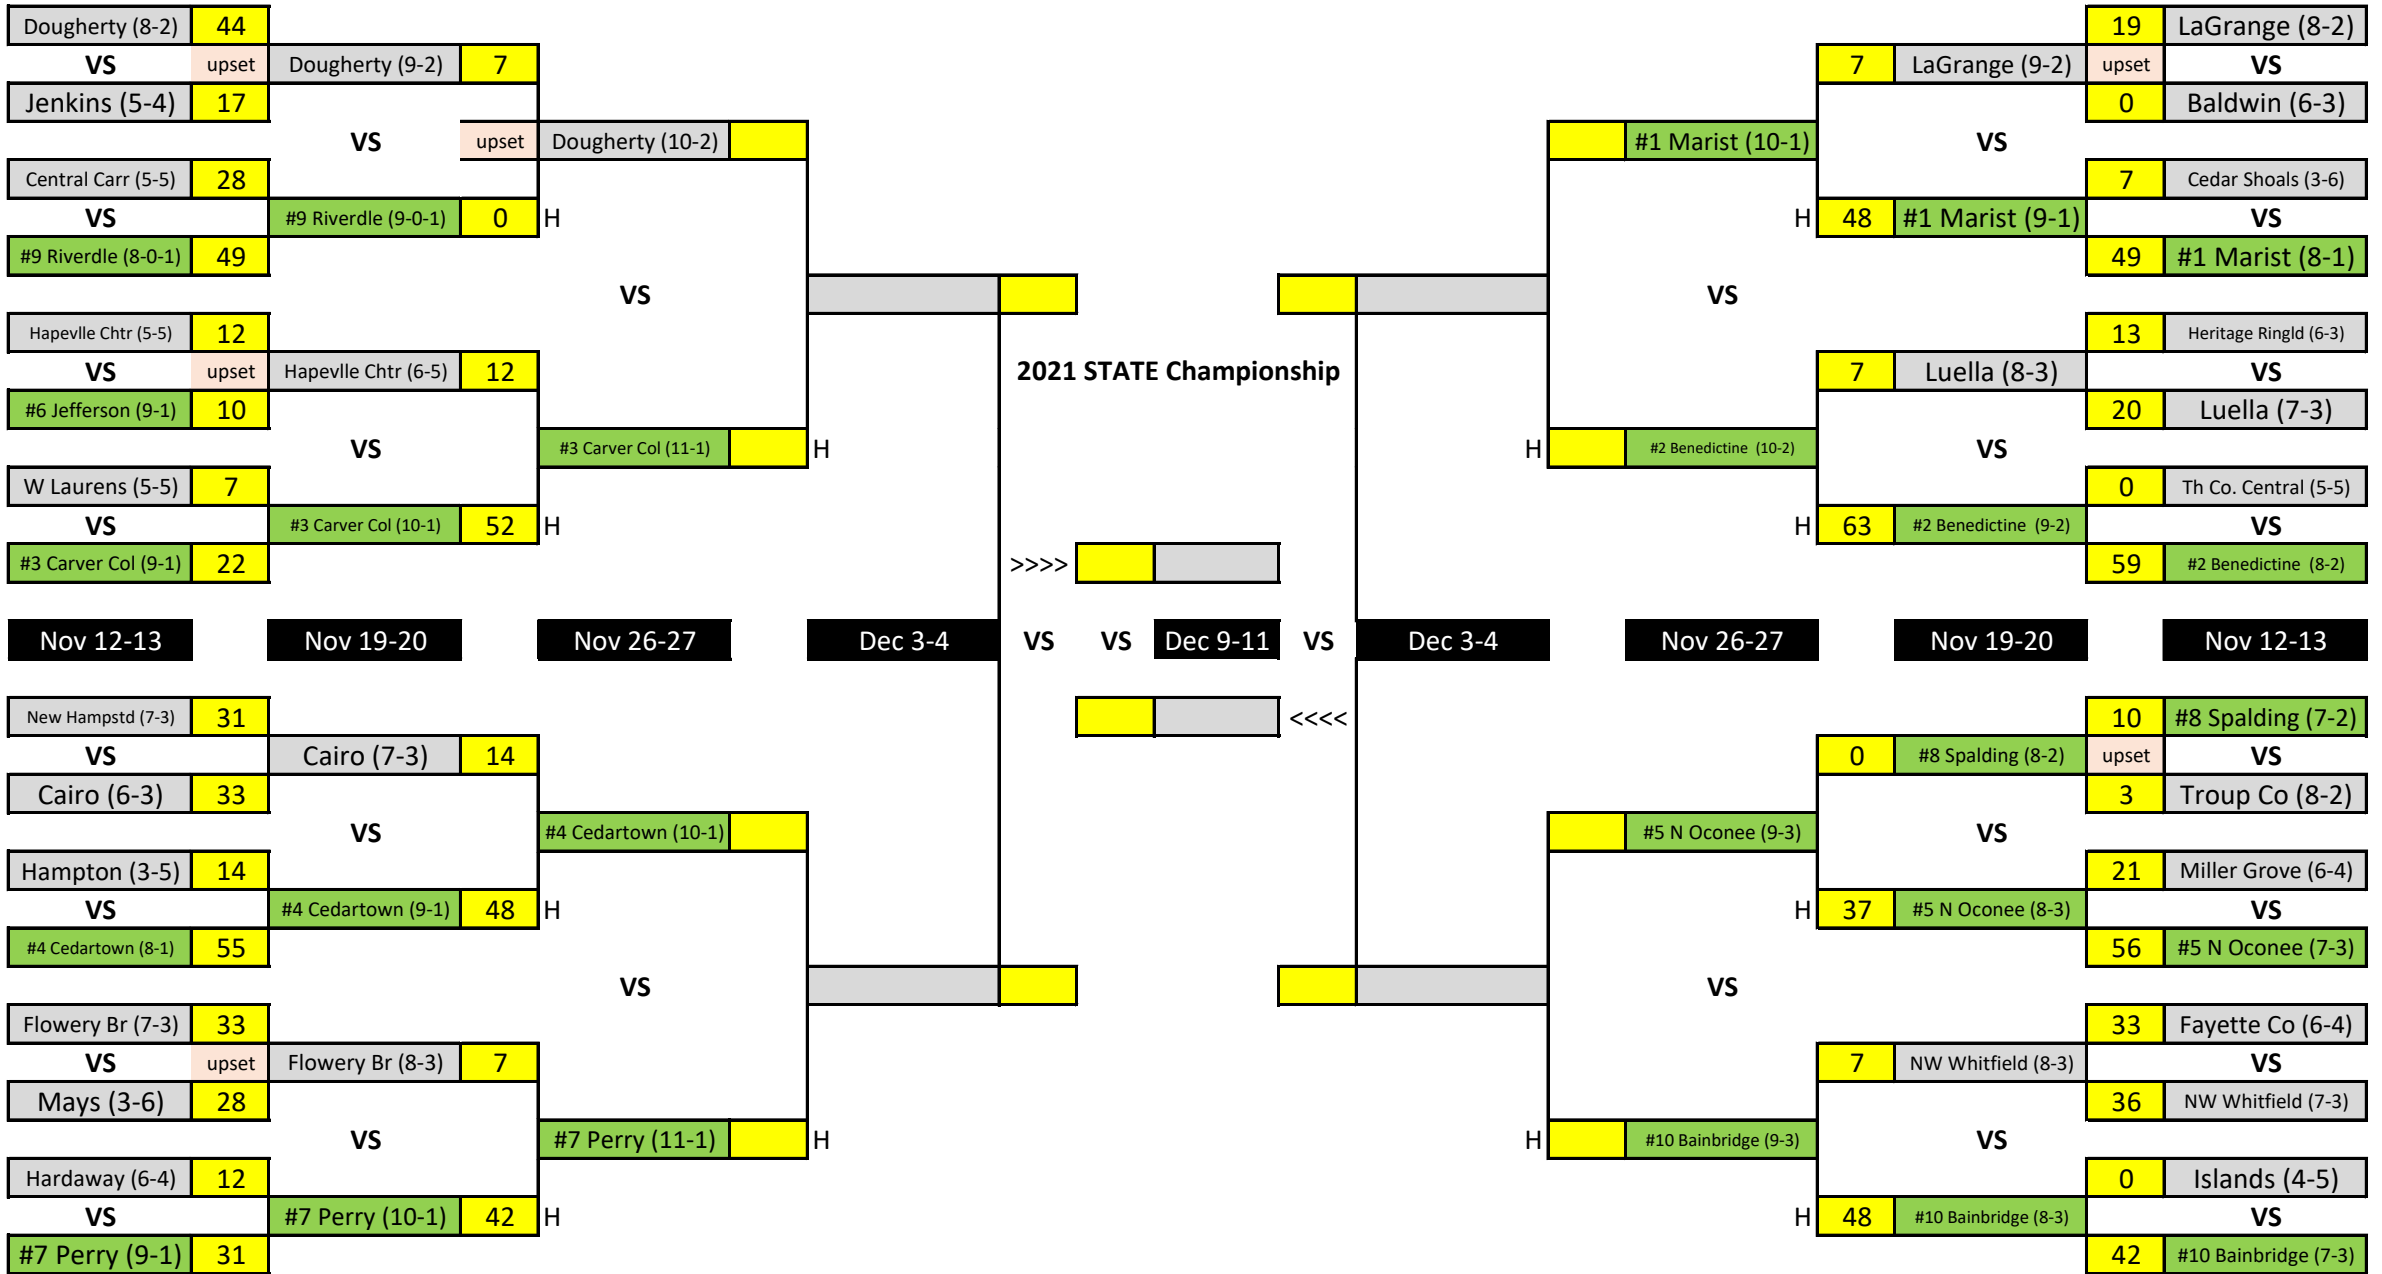 Dougherty (8-2) 44 19 LaGrange (8-2)
VS upset Dougherty (9-2) 7 7 LaGrange (9-2) upset VS
Jenkins (5-4) 17 0 Baldwin (6-3)
VS upset Dougherty (10-2) #1 Marist (10-1) VS
Central Carr (5-5) 28 7 Cedar Shoals (3-6)
VS #9 Riverdle (9-0-1) 0 H H 48 #1 Marist (9-1) VS
#9 Riverdle (8-0-1) 49 49 #1 Marist (8-1)
VS VS
Hapevlle Chtr (5-5) 12 13 Heritage Ringld (6-3)
VS upset Hapevlle Chtr (6-5) 12 2021 STATE Championship 7 Luella (8-3) VS
#6 Jefferson (9-1) 10 20 Luella (7-3)
VS #3 Carver Col (11-1) H H #2 Benedictine (10-2) VS
W Laurens (5-5) 7 0 Th Co. Central (5-5)
VS #3 Carver Col (10-1) 52 H H 63 #2 Benedictine (9-2) VS
#3 Carver Col (9-1) 22 >>>> 59 #2 Benedictine (8-2)
Nov 12-13 Nov 19-20 Nov 26-27 Dec 3-4 VS VS Dec 9-11 VS Dec 3-4 Nov 26-27 Nov 19-20 Nov 12-13
New Hampstd (7-3) 31 <<<< 10 #8 Spalding (7-2)
VS Cairo (7-3) 14 0 #8 Spalding (8-2) upset VS
Cairo (6-3) 33 3 Troup Co (8-2)
VS #4 Cedartown (10-1) #5 N Oconee (9-3) VS
Hampton (3-5) 14 21 Miller Grove (6-4)
VS #4 Cedartown (9-1) 48 H H 37 #5 N Oconee (8-3) VS
#4 Cedartown (8-1) 55 56 #5 N Oconee (7-3)
VS VS
Flowery Br (7-3) 33 33 Fayette Co (6-4)
VS upset Flowery Br (8-3) 7 7 NW Whitfield (8-3) VS
Mays (3-6) 28 36 NW Whitfield (7-3)
VS #7 Perry (11-1) H H #10 Bainbridge (9-3) VS
Hardaway (6-4) 12 0 Islands (4-5)
VS #7 Perry (10-1) 42 H H 48 #10 Bainbridge (8-3) VS
#7 Perry (9-1) 31 42 #10 Bainbridge (7-3)